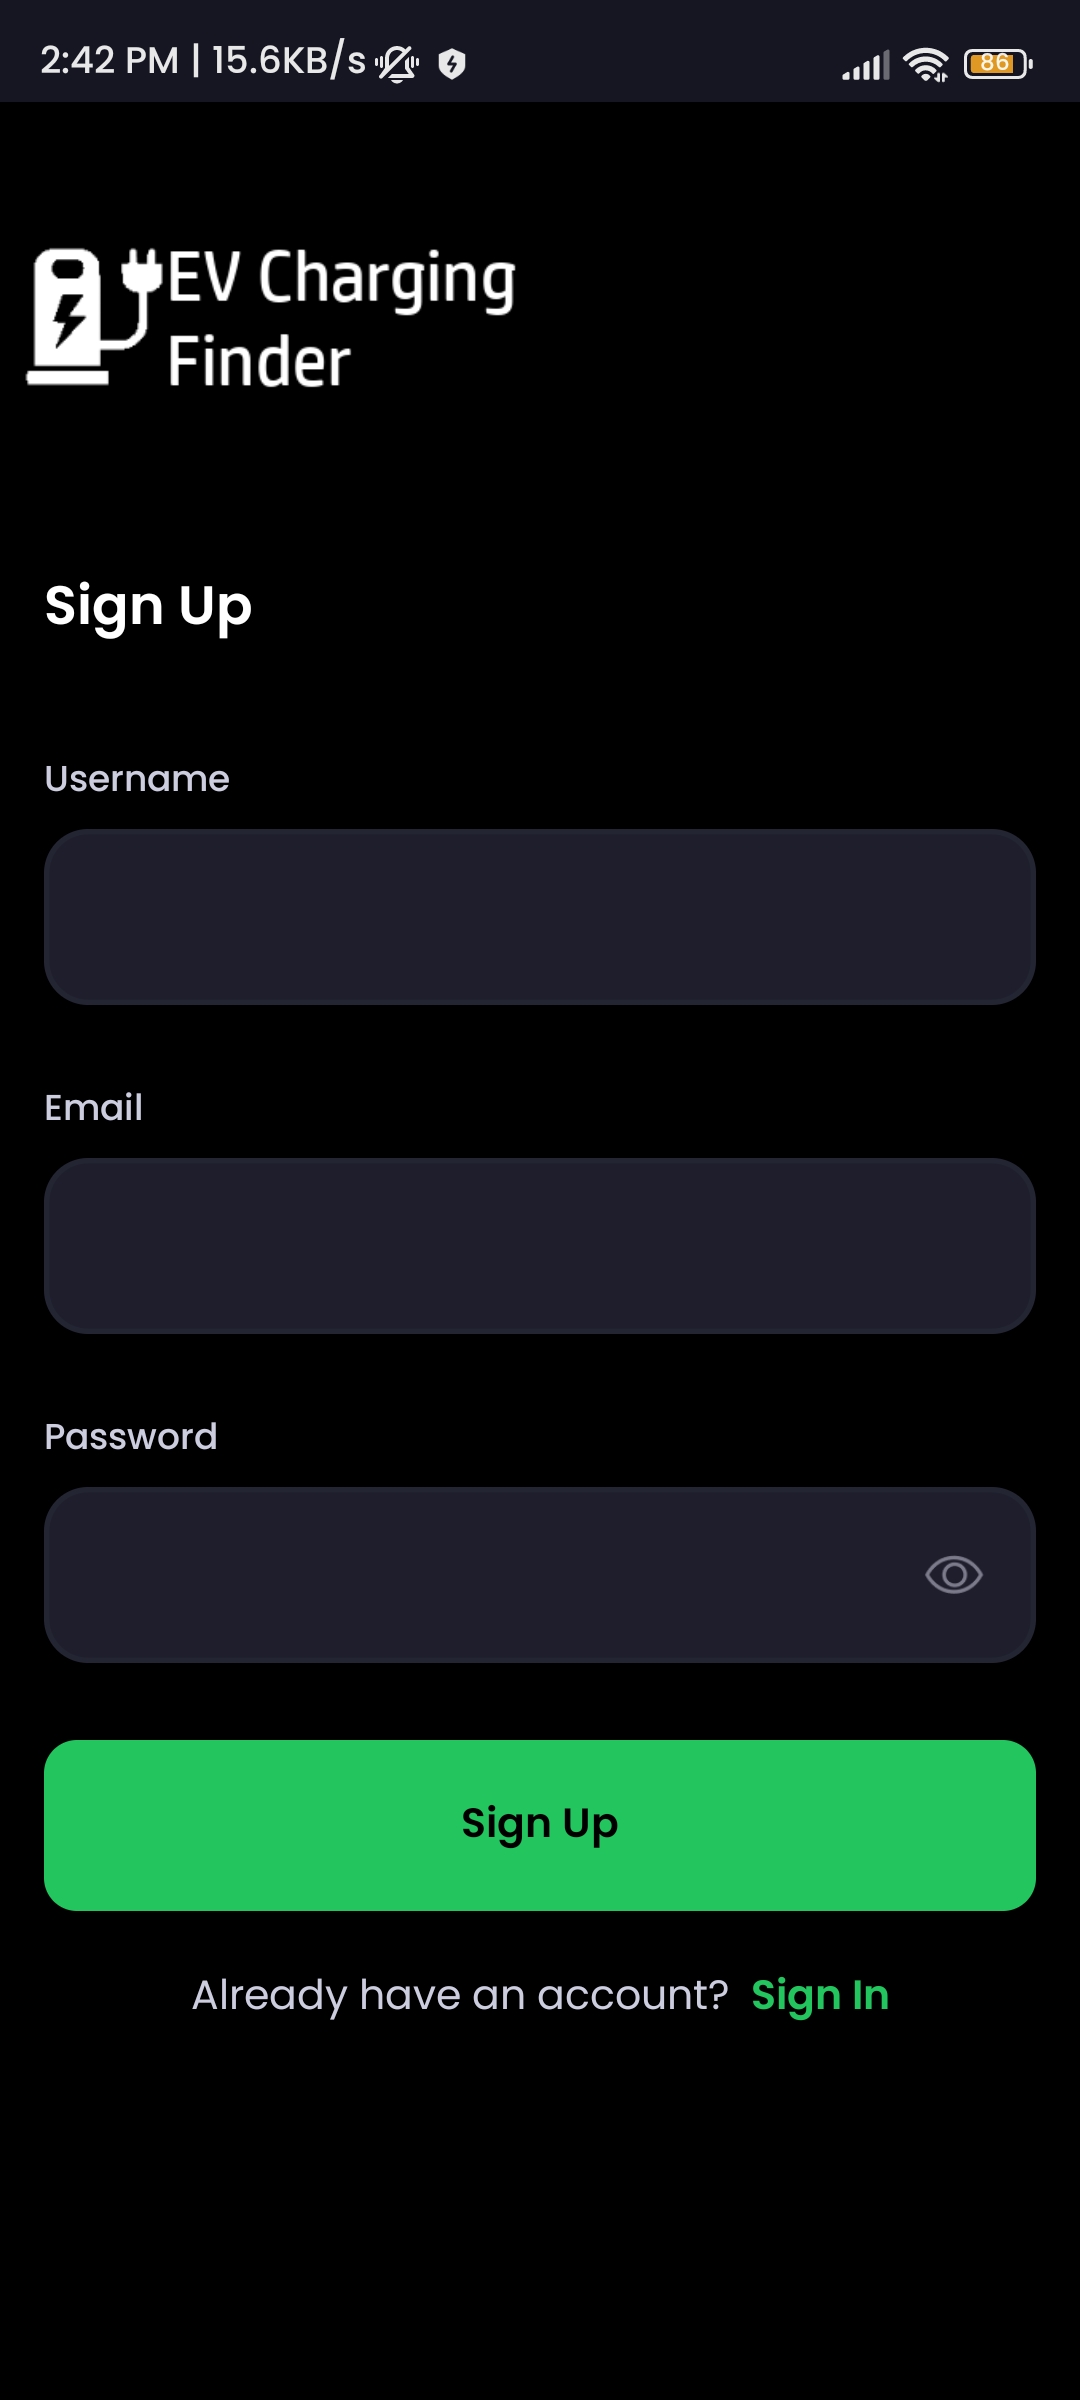 2:42 PM | 15.6KB/s
86
EV Charging
Finder
Sign Up
Username
Email
Password
Sign Up
Already have an account? Sign In